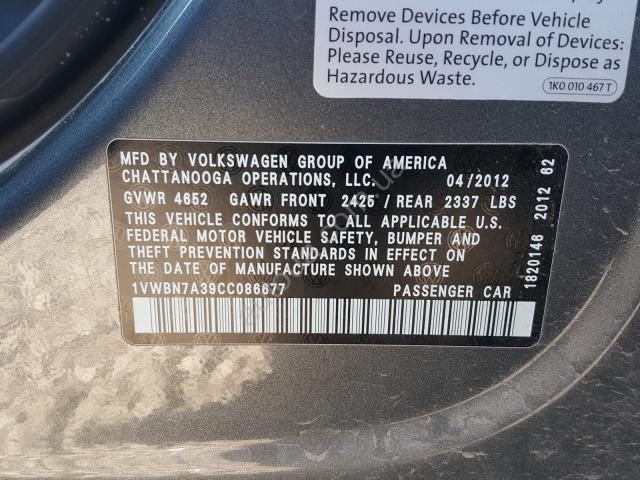 Remove Devices Before Vehicle
Disposal. Upon Removal of Devices:
Please Reuse, Recycle, or Dispose as
Hazardous Waste.
1K0 010 467 T
MFD BY VOLKSWAGEN GROUP OF AMERICA
CHATTANOOGA OPERATIONS, LLC. 04/2012
GVWR 4652 GAWR FRONT 2425 / REAR 2337 LBS
THIS VEHICLE CONFORMS TO ALL APPLICABLE U.S.
FEDERAL MOTOR VEHICLE SAFETY, BUMPER AND
THEFT PREVENTION STANDARDS IN EFFECT ON
THE DATE OF MANUFACTURE SHOWN ABOVE
1VWBN7A39CC086677 PASSENGER CAR
1820146 2012 62